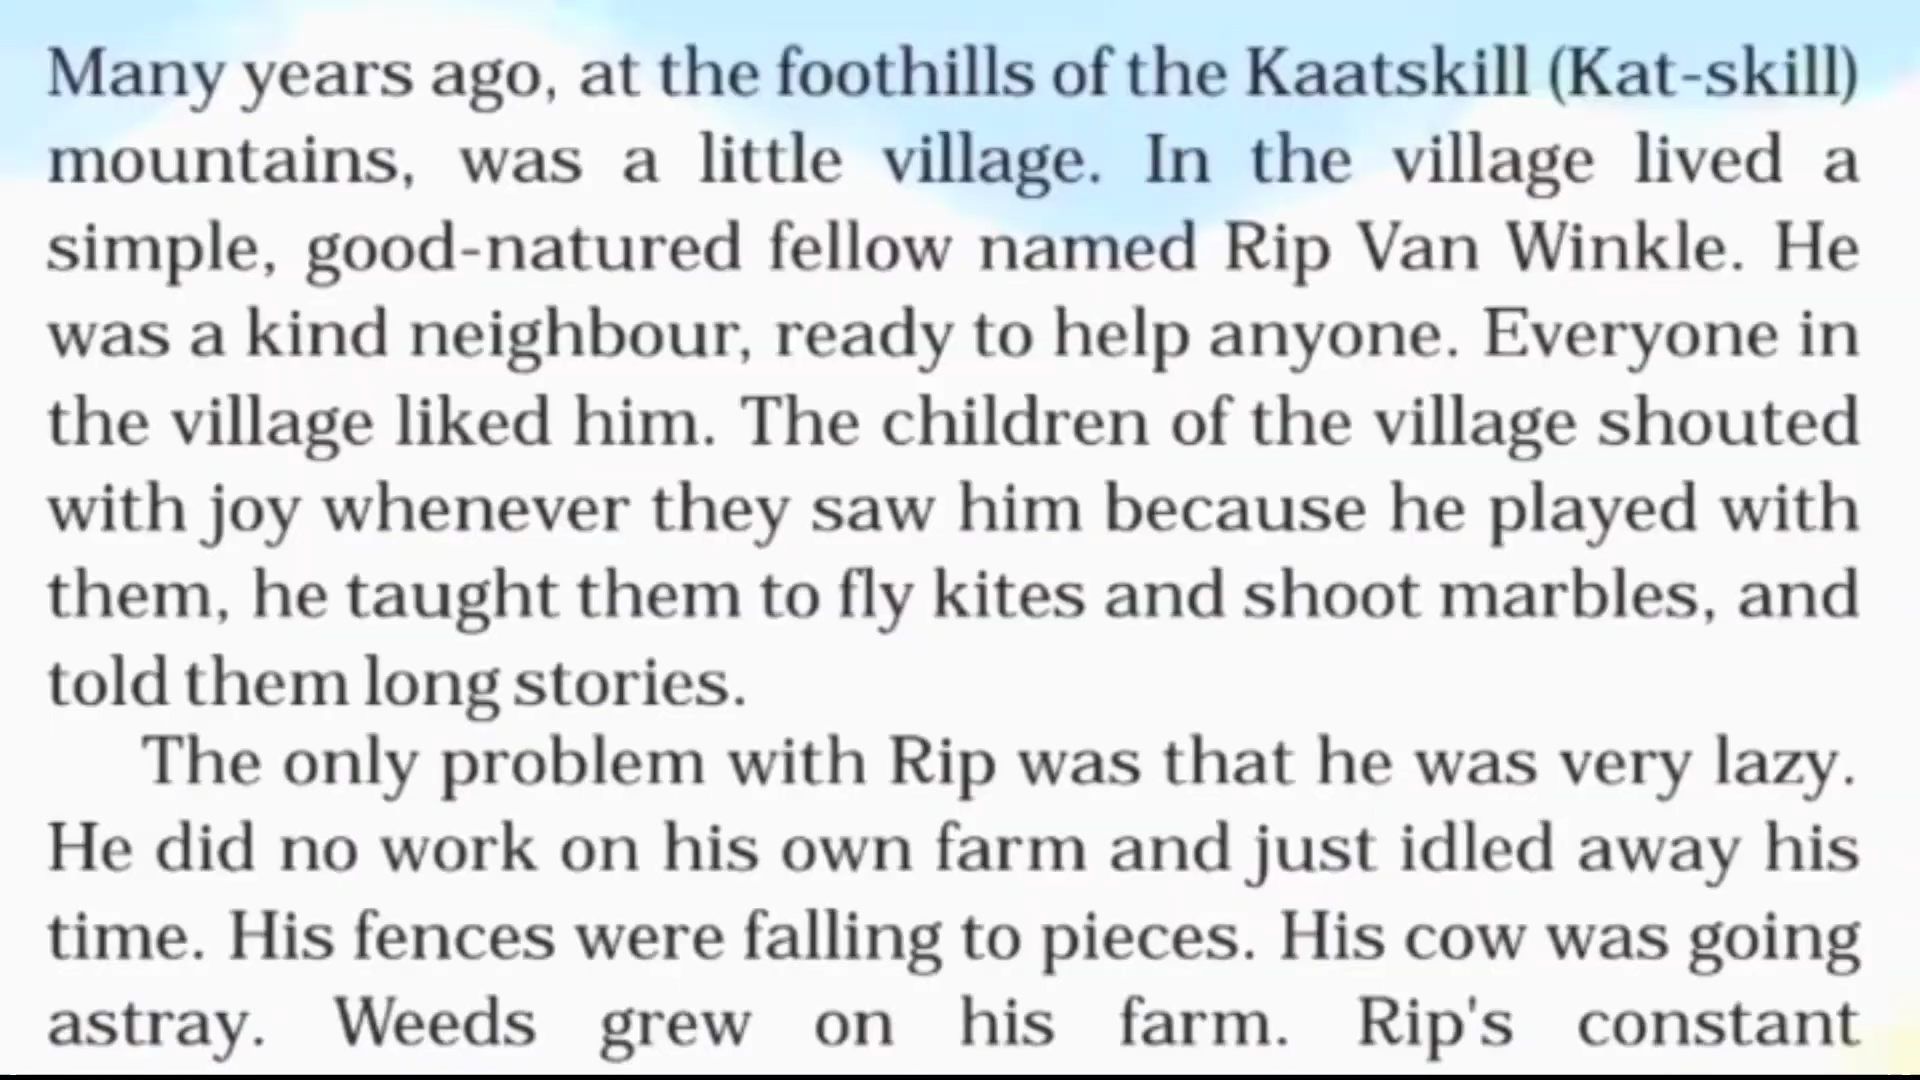 Many years ago, at the foothills of the Kaatskill (Kat-skill)
mountains, was a little village. In the village lived a
simple, good-natured fellow named Rip Van Winkle. He
was a kind neighbour, ready to help anyone. Everyone in
the village liked him. The children of the village shouted
with joy whenever they saw him because he played with
them, he taught them to fly kites and shoot marbles, and
told them long stories.
The only problem with Rip was that he was very lazy.
He did no work on his own farm and just idled away his
time. His fences were falling to pieces. His cow was going
astray. Weeds grew on his farm. Rip's constant